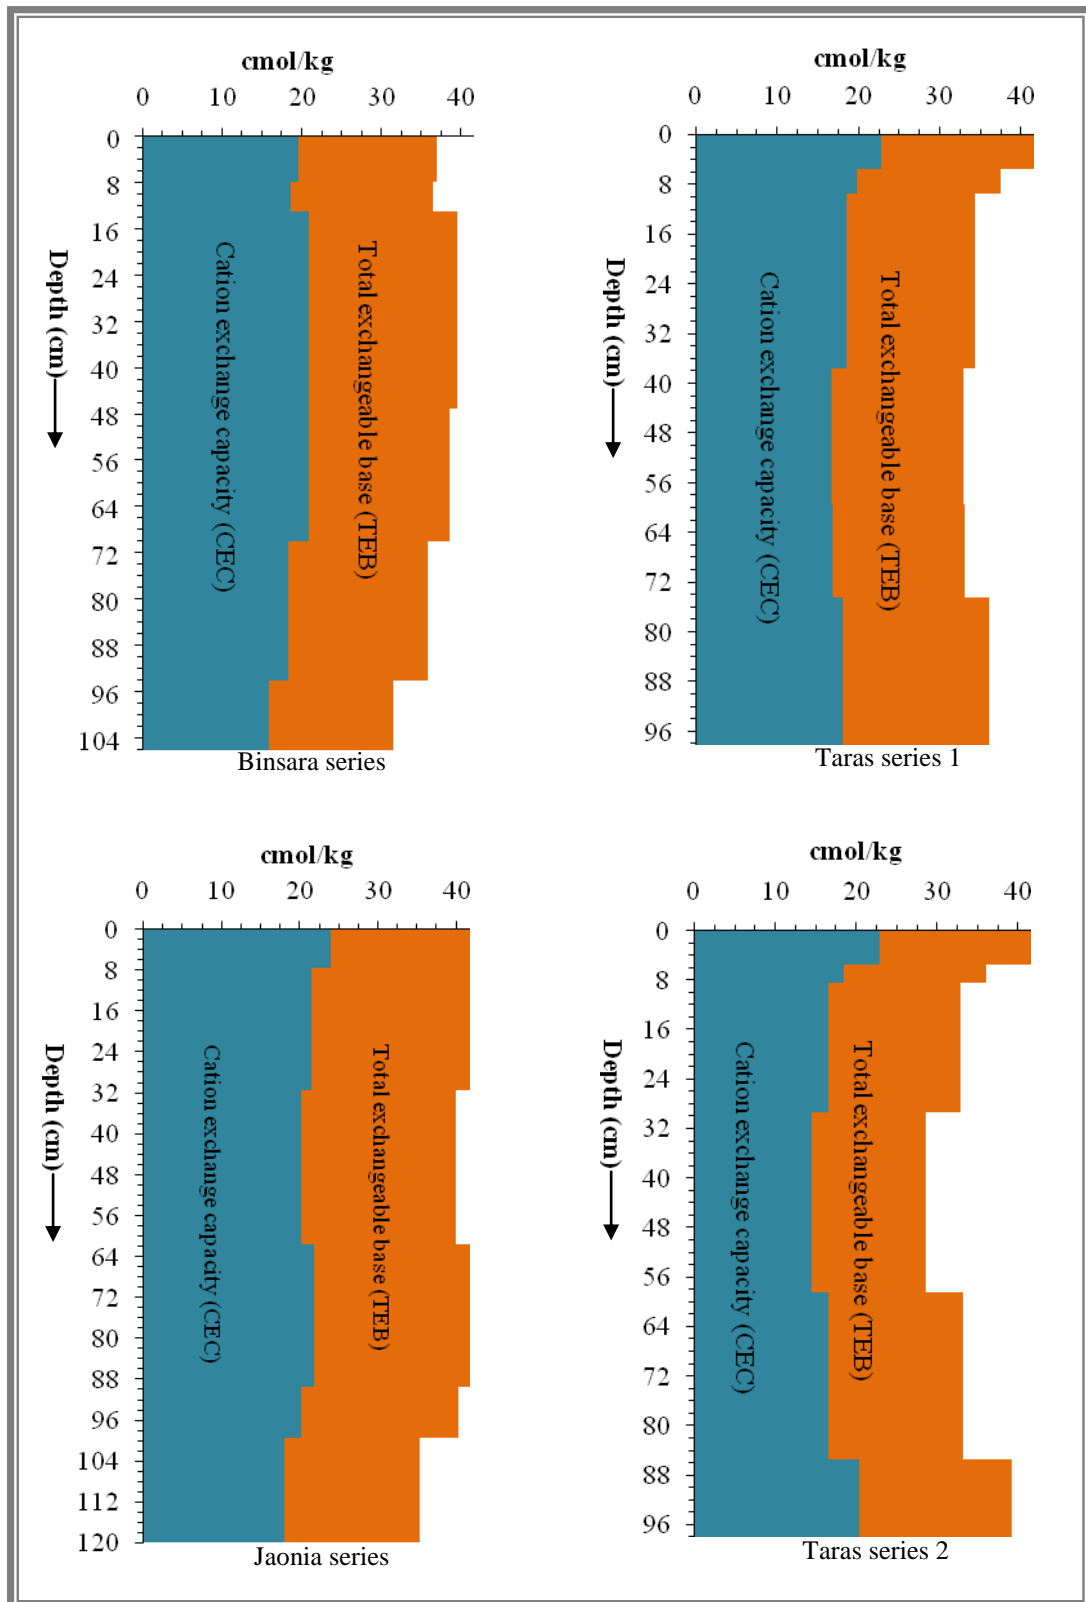 cmol/kg
0 10 20 30 40
0
8
16
24
32
40
48
56
64
72
80
88
96
104
Depth (cm)
Cation exchange capacity (CEC)
Total exchangeable base (TEB)
Binsara series
cmol/kg
0 10 20 30 40
0
8
16
24
32
40
48
56
64
72
80
88
96
Depth (cm)
Cation exchange capacity (CEC)
Total exchangeable base (TEB)
Taras series 1
cmol/kg
0 10 20 30 40
0
8
16
24
32
40
48
56
64
72
80
88
96
104
112
120
Depth (cm)
Cation exchange capacity (CEC)
Total exchangeable base (TEB)
Jaonia series
cmol/kg
0 10 20 30 40
0
8
16
24
32
40
48
56
64
72
80
88
96
Depth (cm)
Cation exchange capacity (CEC)
Total exchangeable base (TEB)
Taras series 2